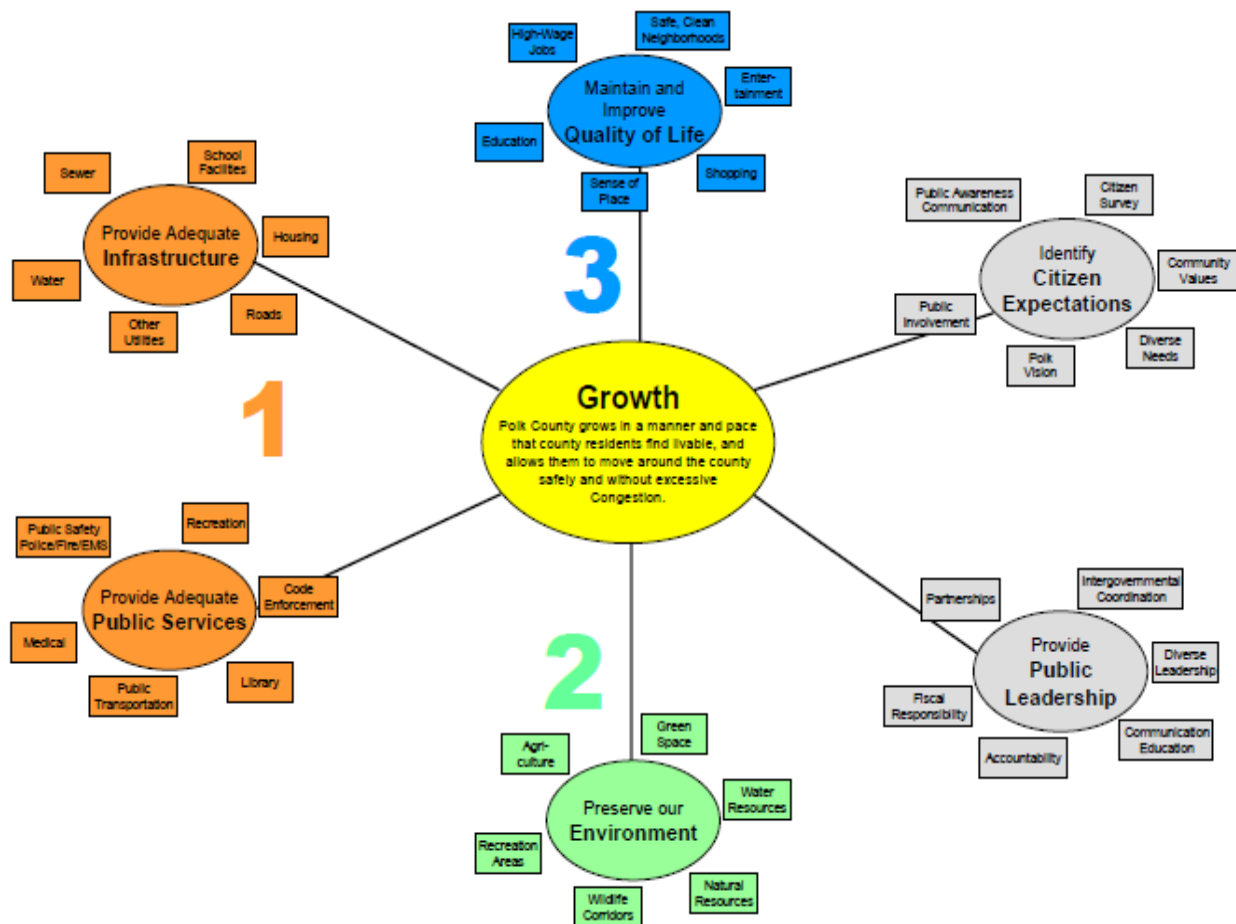 High-Wage
Jobs
Safe, Clean
Neighborhoods
Maintain and
Improve
Quality of Life
Enter-
tainment
Education
Shopping
Sense of
Place
3
School
Facilities
Sewer
Provide Adequate
Infrastructure
Housing
Water
Roads
Other
Utilities
1
Public Awareness
Communication
Citizen
Survey
Identify
Citizen
Expectations
Community
Values
Public
Involvement
Diverse
Needs
Polk
Vision
Growth
Polk County grows in a manner and pace
that county residents find livable, and
allows them to move around the county
safely and without excessive
Congestion.
Public Safety
Police/Fire/EMS
Recreation
Provide Adequate
Public Services
Code
Enforcement
Medical
Library
Public
Transportation
2
Partnerships
Intergovernmental
Coordination
Provide
Public
Leadership
Diverse
Leadership
Fiscal
Responsibility
Communication
Education
Accountability
Agri-
culture
Green
Space
Preserve our
Environment
Water
Resources
Recreation
Areas
Natural
Resources
Wildlife
Corridors